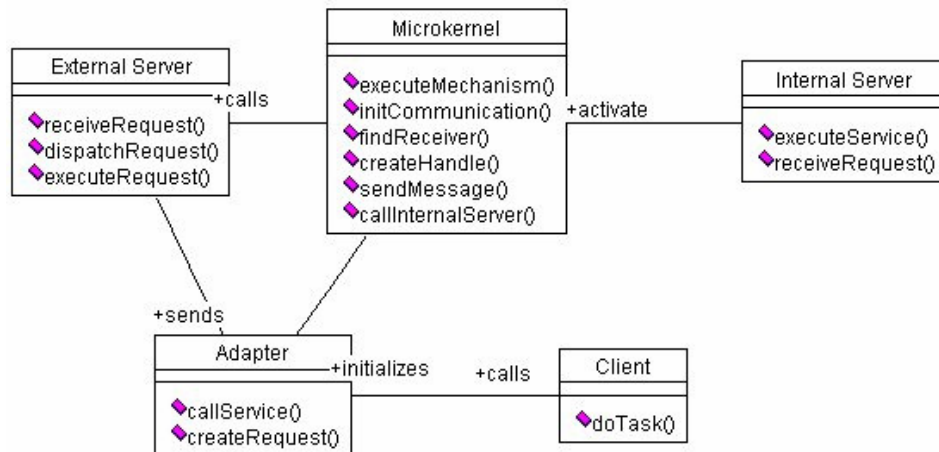 Microkernel
executeMechanism()
initCommunication()
findReceiver()
createHandle()
sendMessage()
callInternalServer()
External Server
receiveRequest()
dispatchRequest()
executeRequest()
+calls
+activate
Internal Server
executeService()
receiveRequest()
+sends
Adapter
callService()
createRequest()
+initializes
+calls
Client
doTask()